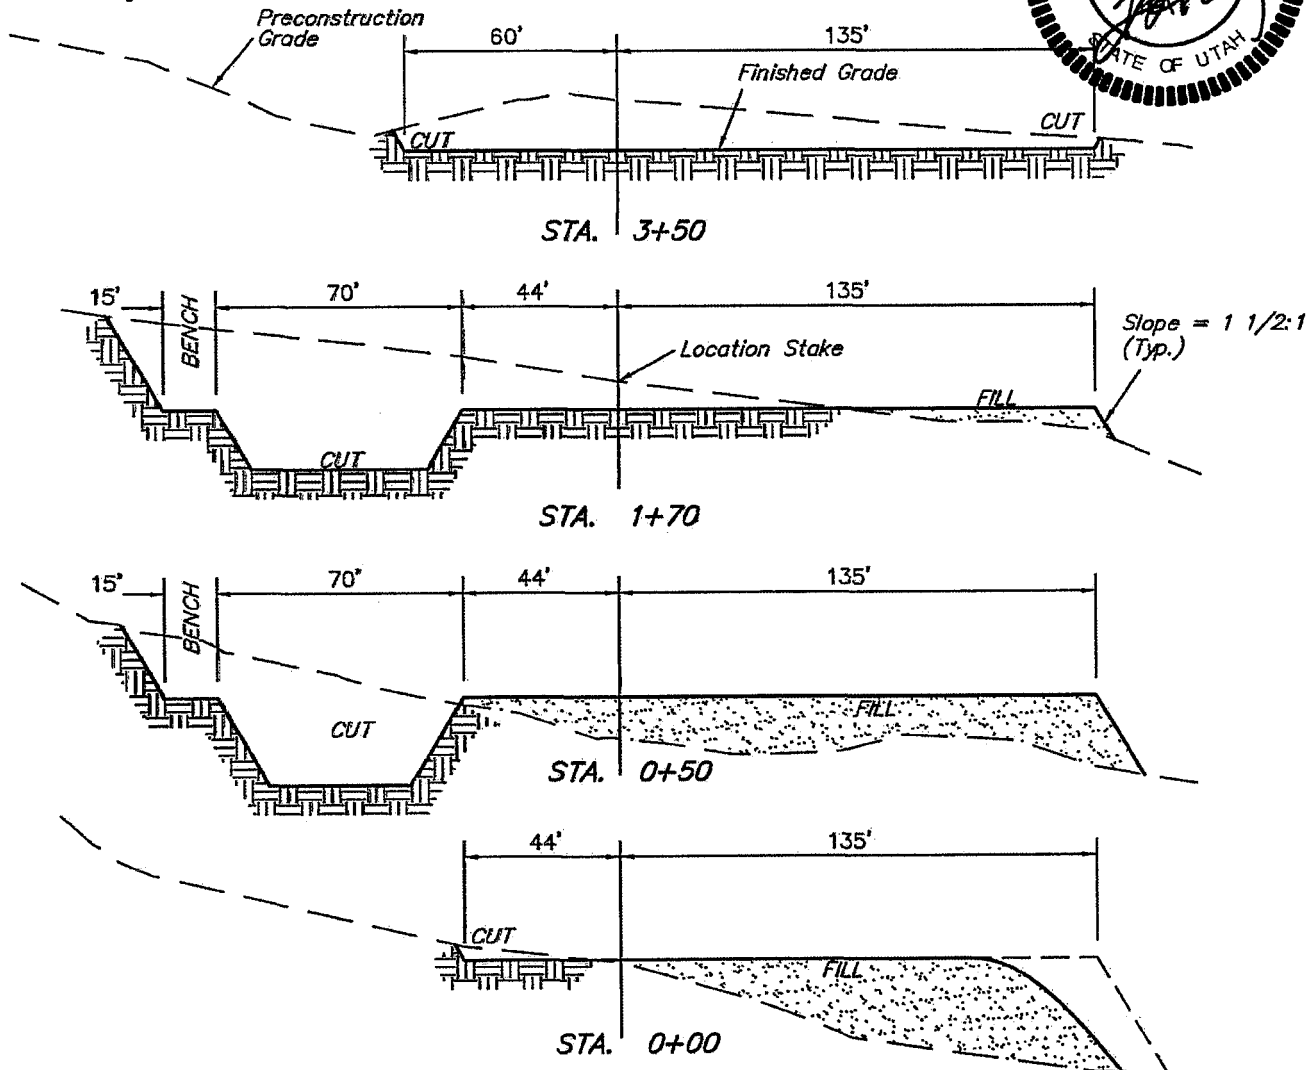 Preconstruction
Grade
60'
135'
STATE OF UTAH
Finished Grade
CUT
CUT
STA. 3+50
15'
BENCH
70'
44'
135'
Slope = 1 1/2:1
(Typ.)
Location Stake
FILL
CUT
STA. 1+70
15'
BENCH
70'
44'
135'
CUT
FILL
STA. 0+50
44'
135'
CUT
FILL
STA. 0+00